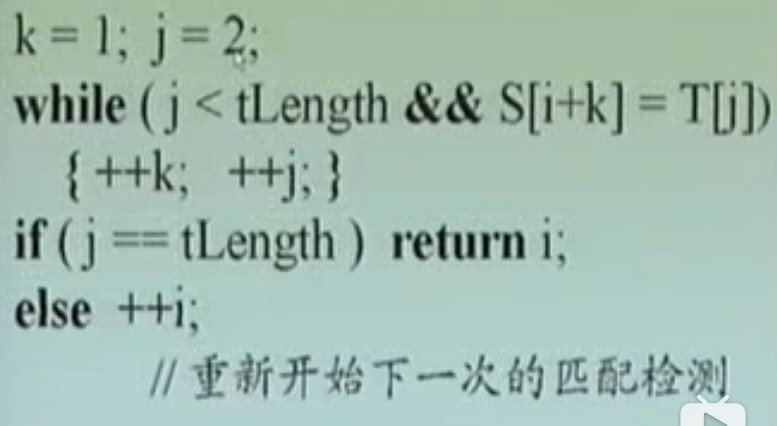 k = 1; j = 2;
while ( j < tLength && S[i+k] = T[j])
{ ++k; ++j; }
if ( j == tLength ) return i;
else ++i;
// 重新开始下一次的匹配检测